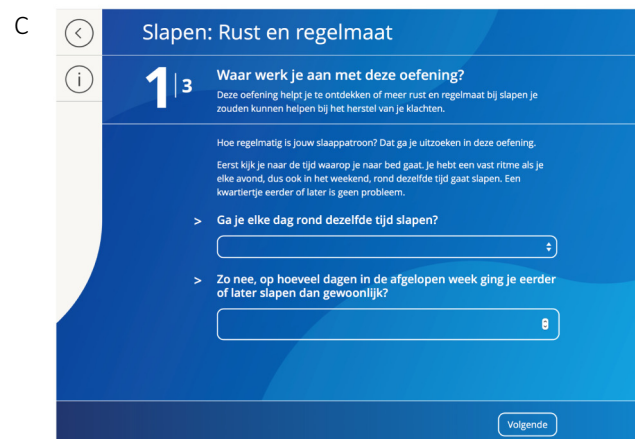 C
Slapen: Rust en regelmaat
i
1|3
Waar werk je aan met deze oefening?
Deze oefening helpt je te ontdekken of meer rust en regelmaat bij slapen je
zouden kunnen helpen bij het herstel van je klachten.
Hoe regelmatig is jouw slaappatroon? Dat ga je uitzoeken in deze oefening.
Eerst kijk je naar de tijd waarop je naar bed gaat. Je hebt een vast ritme als je
elke avond, dus ook in het weekend, rond dezelfde tijd gaat slapen. Een
kwartiertje eerder of later is geen probleem.
> Ga je elke dag rond dezelfde tijd slapen?
> Zo nee, op hoeveel dagen in de afgelopen week ging je eerder
of later slapen dan gewoonlijk?
Volgende